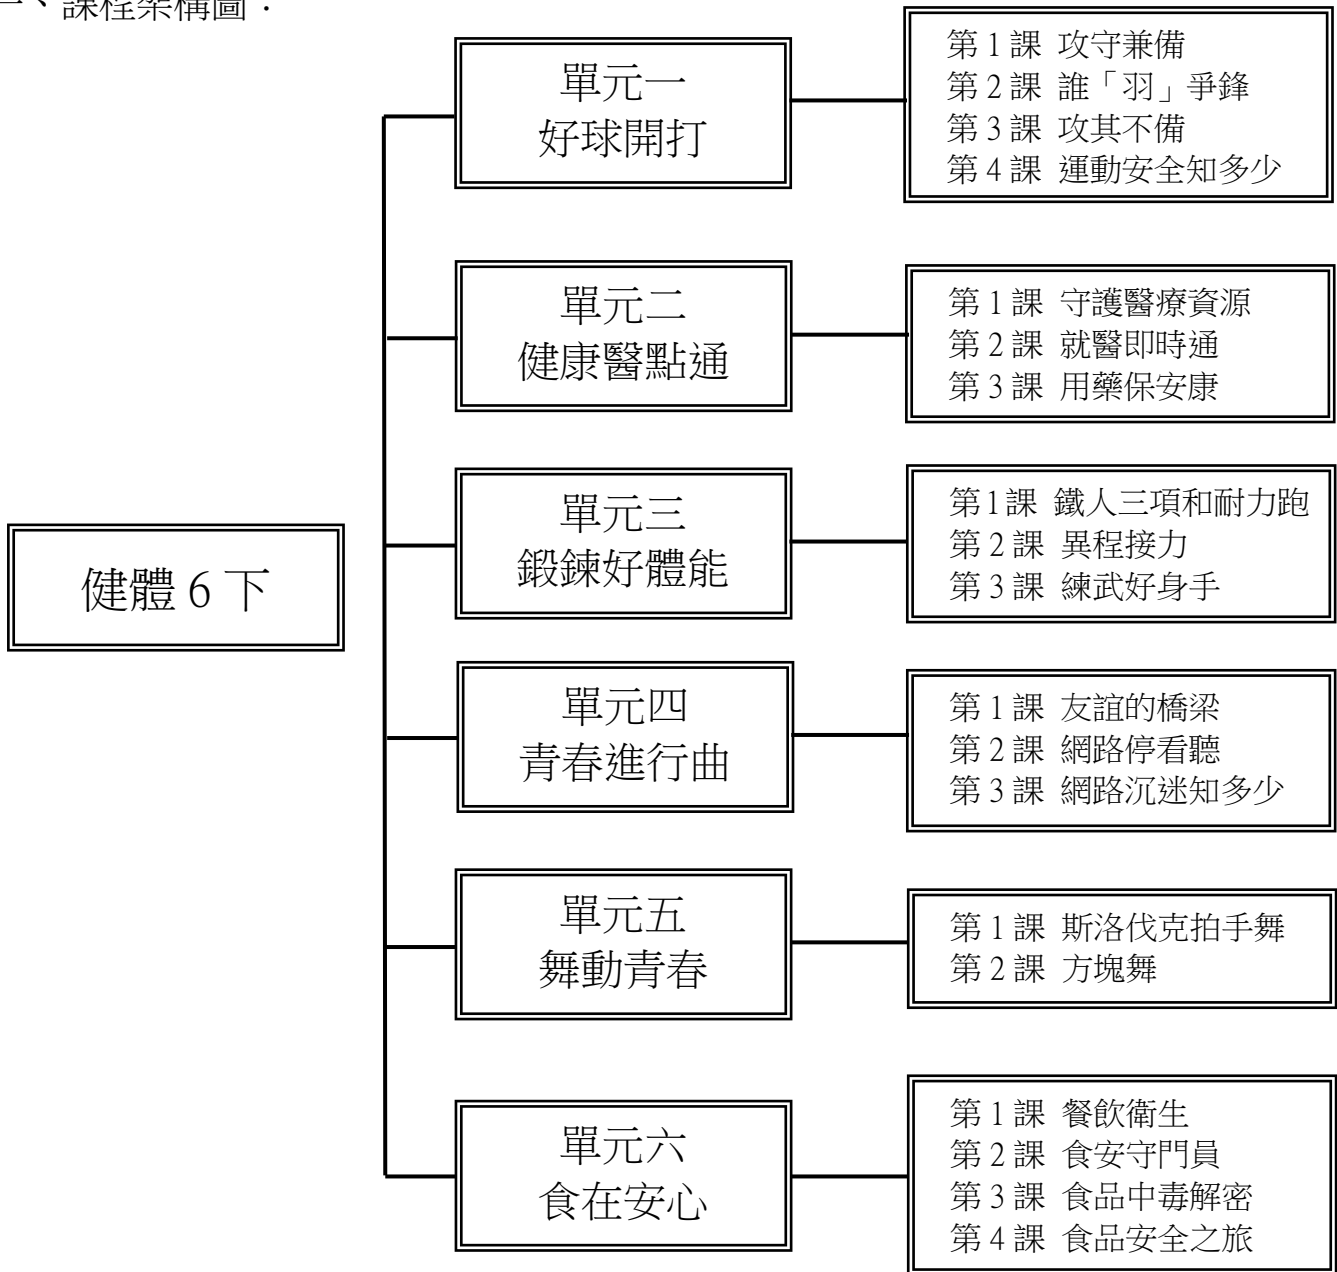 、課程架構圖：
健體 6 下
單元一
好球開打
第 1 課 攻守兼備
第 2 課 誰「羽」爭鋒
第 3 課 攻其不備
第 4 課 運動安全知多少
單元二
健康醫點通
第 1 課 守護醫療資源
第 2 課 就醫即時通
第 3 課 用藥保安康
單元三
鍛鍊好體能
第 1 課 鐵人三項和耐力跑
第 2 課 異程接力
第 3 課 練武好身手
單元四
青春進行曲
第 1 課 友誼的橋梁
第 2 課 網路停看聽
第 3 課 網路沉迷知多少
單元五
舞動青春
第 1 課 斯洛伐克拍手舞
第 2 課 方塊舞
單元六
食在安心
第 1 課 餐飲衛生
第 2 課 食安守門員
第 3 課 食品中毒解密
第 4 課 食品安全之旅